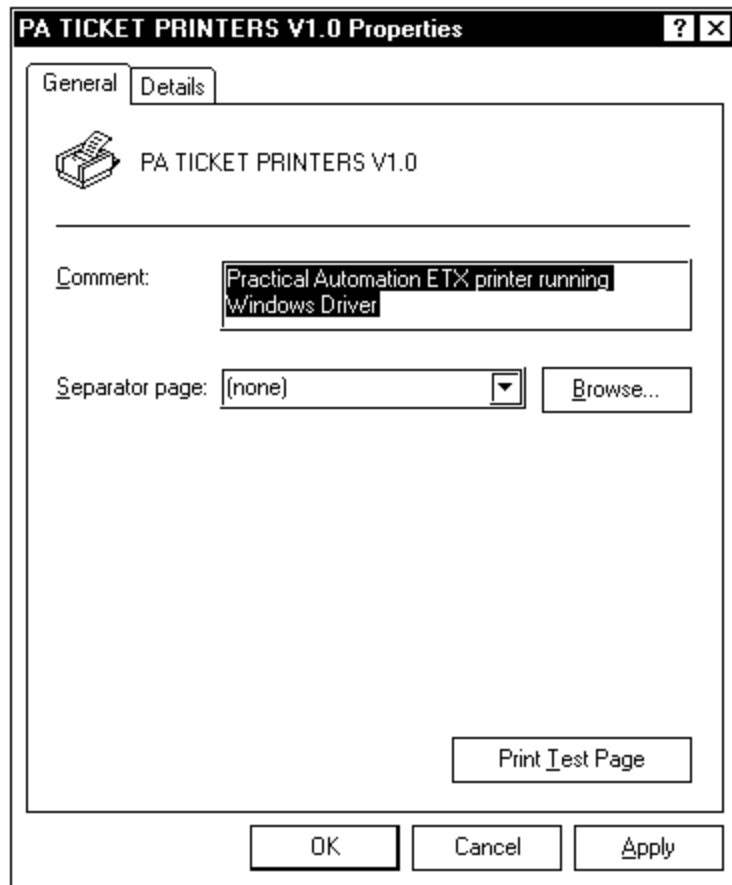 PA TICKET PRINTERS V1.0 Properties
? ×
General Details
PA TICKET PRINTERS V1.0
Comment: Practical Automation ETX printer running
Windows Driver
Separator page: (none) Browse...
Print Test Page
OK Cancel Apply